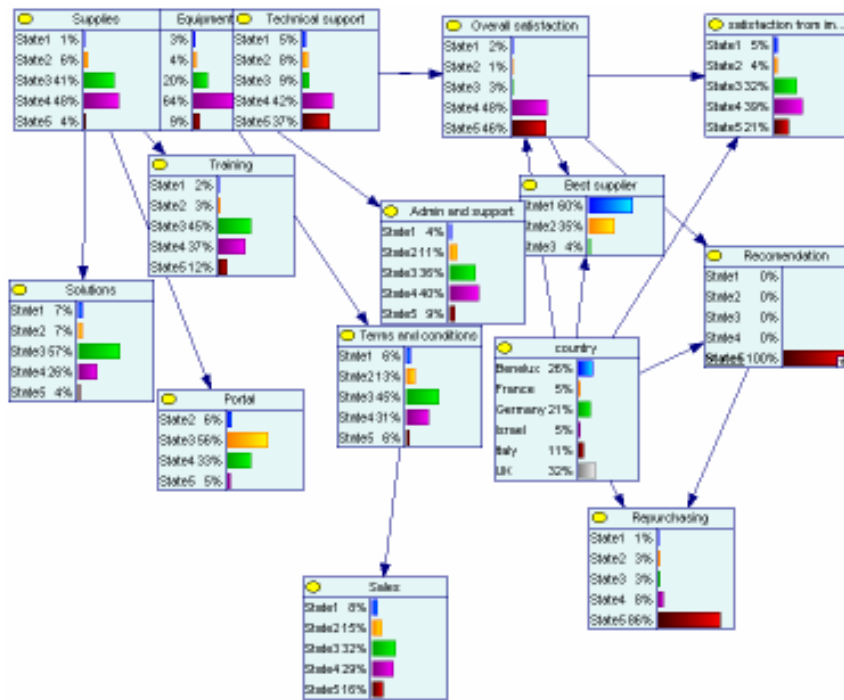 Supplies
State1 1%
State2 6%
State3 41%
State4 48%
State5 4%
Equipment
3%
4%
20%
64%
9%
Technical support
State1 5%
State2 8%
State3 9%
State4 42%
State5 37%
Overall satisfaction
State1 2%
State2 1%
State3 3%
State4 48%
State5 46%
satisfaction from im...
State1 5%
State2 4%
State3 32%
State4 39%
State5 21%
Training
State1 2%
State2 3%
State3 45%
State4 37%
State5 12%
Admin and support
State1 4%
State2 11%
State3 36%
State4 40%
State5 9%
Best supplier
State1 60%
State2 35%
State3 4%
Recomendation
State1 0%
State2 0%
State3 0%
State4 0%
State5 100%
Solutions
State1 7%
State2 7%
State3 57%
State4 26%
State5 4%
Portal
State2 6%
State3 56%
State4 33%
State5 5%
Terms and conditions
State1 6%
State2 13%
State3 45%
State4 31%
State5 6%
country
Benelux 26%
France 5%
Germany 21%
Israel 5%
Italy 11%
UK 32%
Repurchasing
State1 1%
State2 3%
State3 3%
State4 8%
State5 86%
Sales
State1 8%
State2 15%
State3 32%
State4 29%
State5 16%